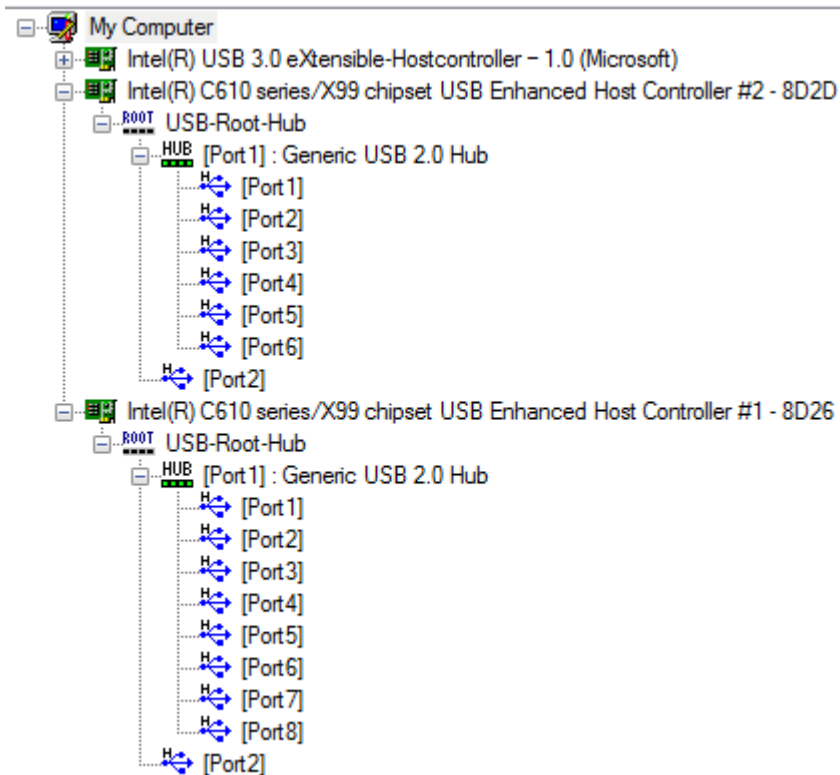 My Computer
Intel(R) USB 3.0 eXtensible-Hostcontroller – 1.0 (Microsoft)
Intel(R) C610 series/X99 chipset USB Enhanced Host Controller #2 - 8D2D
ROOT USB-Root-Hub
HUB [Port1] : Generic USB 2.0 Hub
H [Port1]
H [Port2]
H [Port3]
H [Port4]
H [Port5]
H [Port6]
H [Port2]
Intel(R) C610 series/X99 chipset USB Enhanced Host Controller #1 - 8D26
ROOT USB-Root-Hub
HUB [Port1] : Generic USB 2.0 Hub
H [Port1]
H [Port2]
H [Port3]
H [Port4]
H [Port5]
H [Port6]
H [Port7]
H [Port8]
H [Port2]